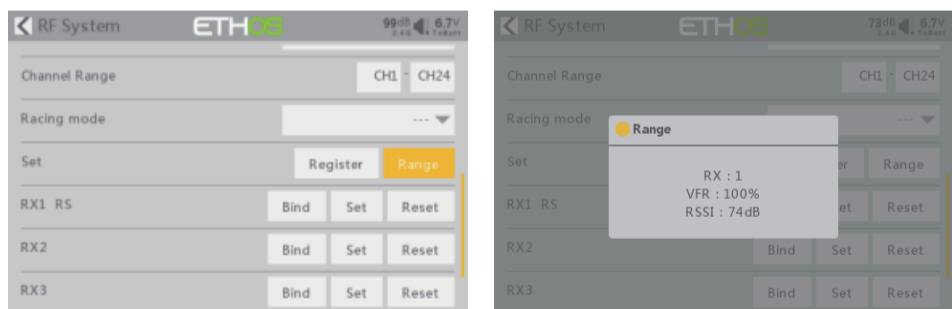 RF System ETHOS 99dB 2.4G 6.7V TxBatt
Channel Range CH1 - CH24
Racing mode ---
Set Register Range
RX1 RS Bind Set Reset
RX2 Bind Set Reset
RX3 Bind Set Reset
RF System ETHOS 73dB 2.4G 6.7V TxBatt
Channel Range CH1 - CH24
Racing mode ---
Range
Set er Range
RX : 1
VFR : 100%
RSSI : 74dB
RX1 RS et Reset
RX2 Bind Set Reset
RX3 Bind Set Reset